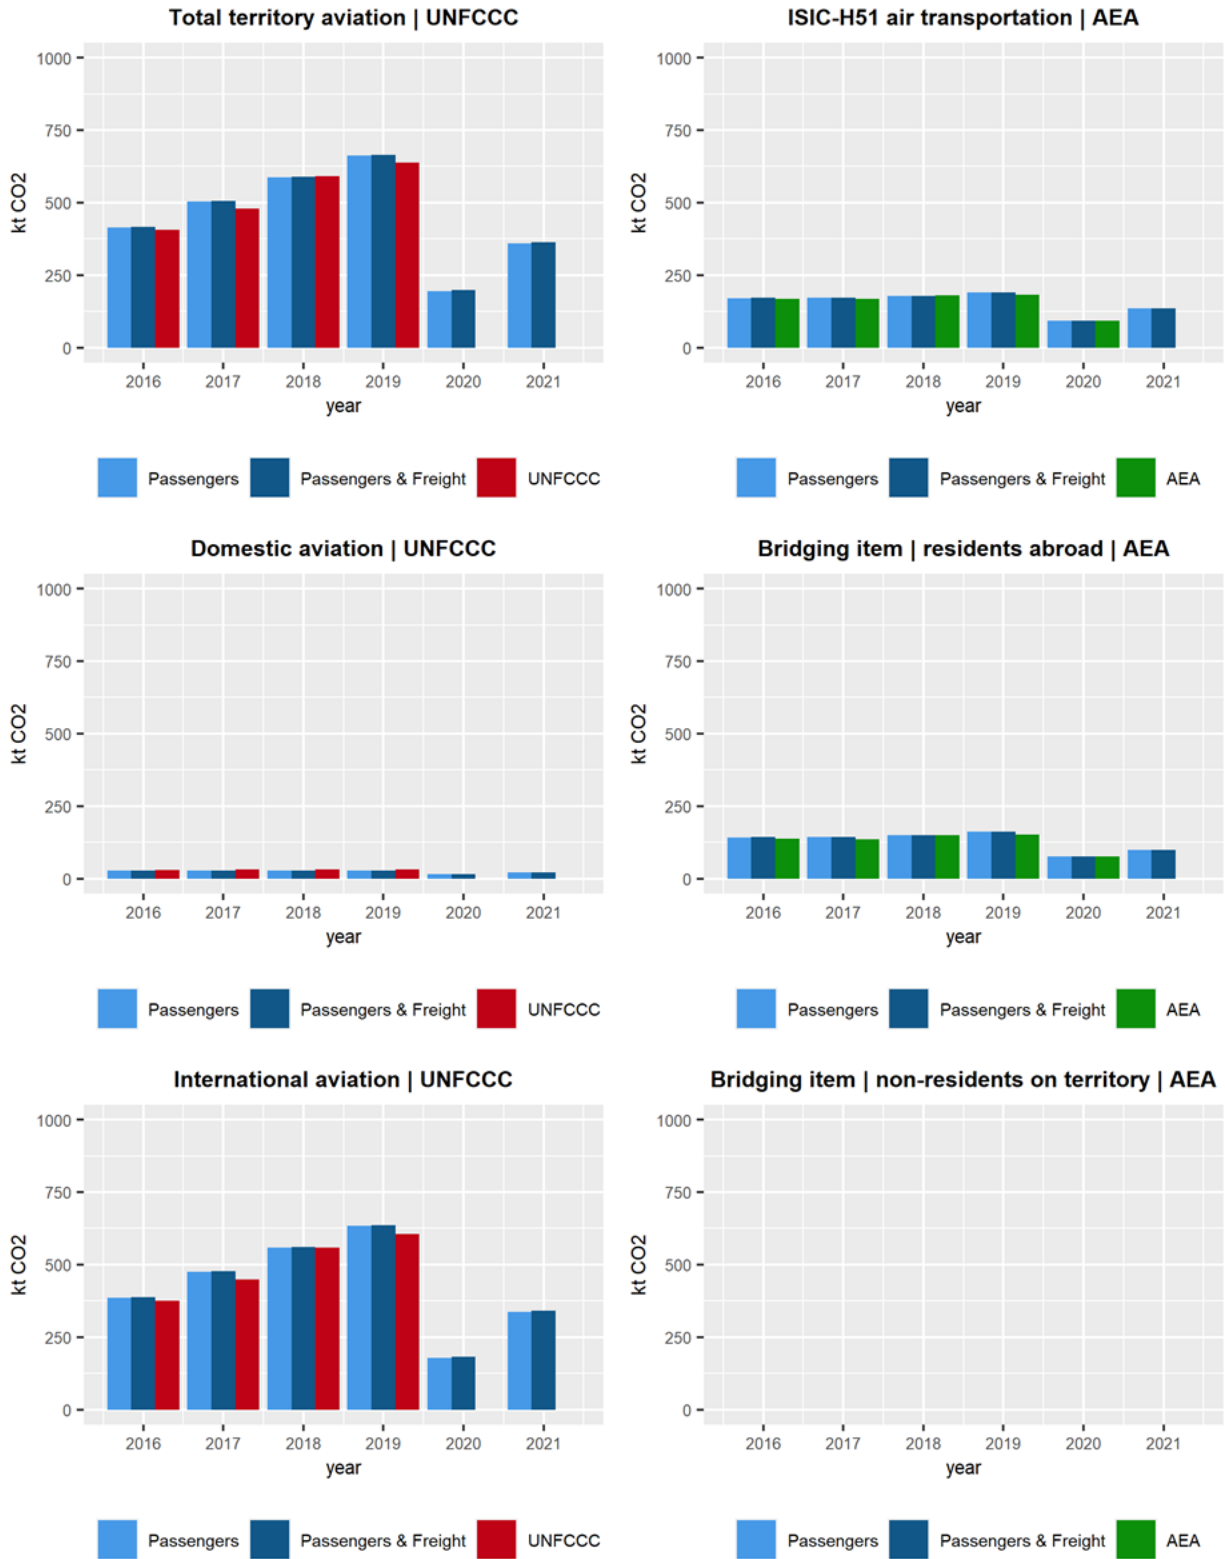 Total territory aviation | UNFCCC
1000
750
500
250
0
kt CO2
2016 2017 2018 2019 2020 2021
year
Passengers Passengers & Freight UNFCCC
ISIC-H51 air transportation | AEA
1000
750
500
250
0
kt CO2
2016 2017 2018 2019 2020 2021
year
Passengers Passengers & Freight AEA
Domestic aviation | UNFCCC
1000
750
500
250
0
kt CO2
2016 2017 2018 2019 2020 2021
year
Passengers Passengers & Freight UNFCCC
Bridging item | residents abroad | AEA
1000
750
500
250
0
kt CO2
2016 2017 2018 2019 2020 2021
year
Passengers Passengers & Freight AEA
International aviation | UNFCCC
1000
750
500
250
0
kt CO2
2016 2017 2018 2019 2020 2021
year
Passengers Passengers & Freight UNFCCC
Bridging item | non-residents on territory | AEA
1000
750
500
250
0
kt CO2
2016 2017 2018 2019 2020 2021
year
Passengers Passengers & Freight AEA